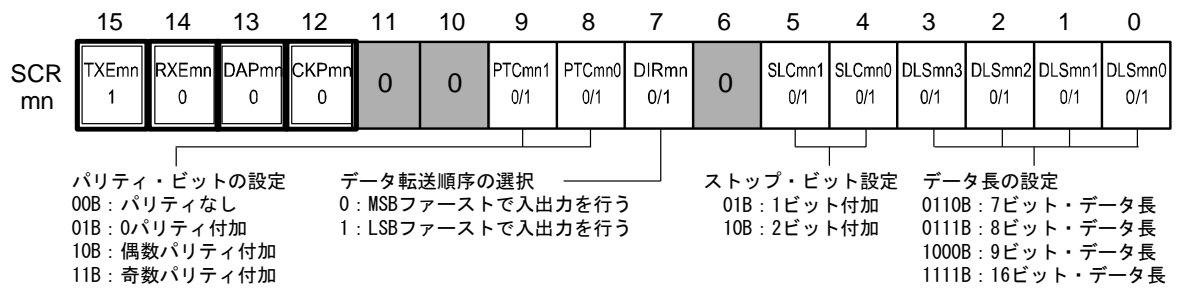 15 14 13 12 11 10 9 8 7 6 5 4 3 2 1 0
SCR mn
TXEmn RXEmn DAPmn CKPmn 0 0 PTCmn1 PTCmn0 DIRmn 0 SLCmn1 SLCmn0 DLSmn3 DLSmn2 DLSmn1 DLSmn0
1 0 0 0 0/1 0/1 0/1 0/1 0/1 0/1 0/1 0/1 0/1
パリティ・ビットの設定
00B：パリティなし
01B：0パリティ付加
10B：偶数パリティ付加
11B：奇数パリティ付加
データ転送順序の選択
0：MSBファーストで入出力を行う
1：LSBファーストで入出力を行う
ストップ・ビット設定
01B：1ビット付加
10B：2ビット付加
データ長の設定
0110B：7ビット・データ長
0111B：8ビット・データ長
1000B：9ビット・データ長
1111B：16ビット・データ長